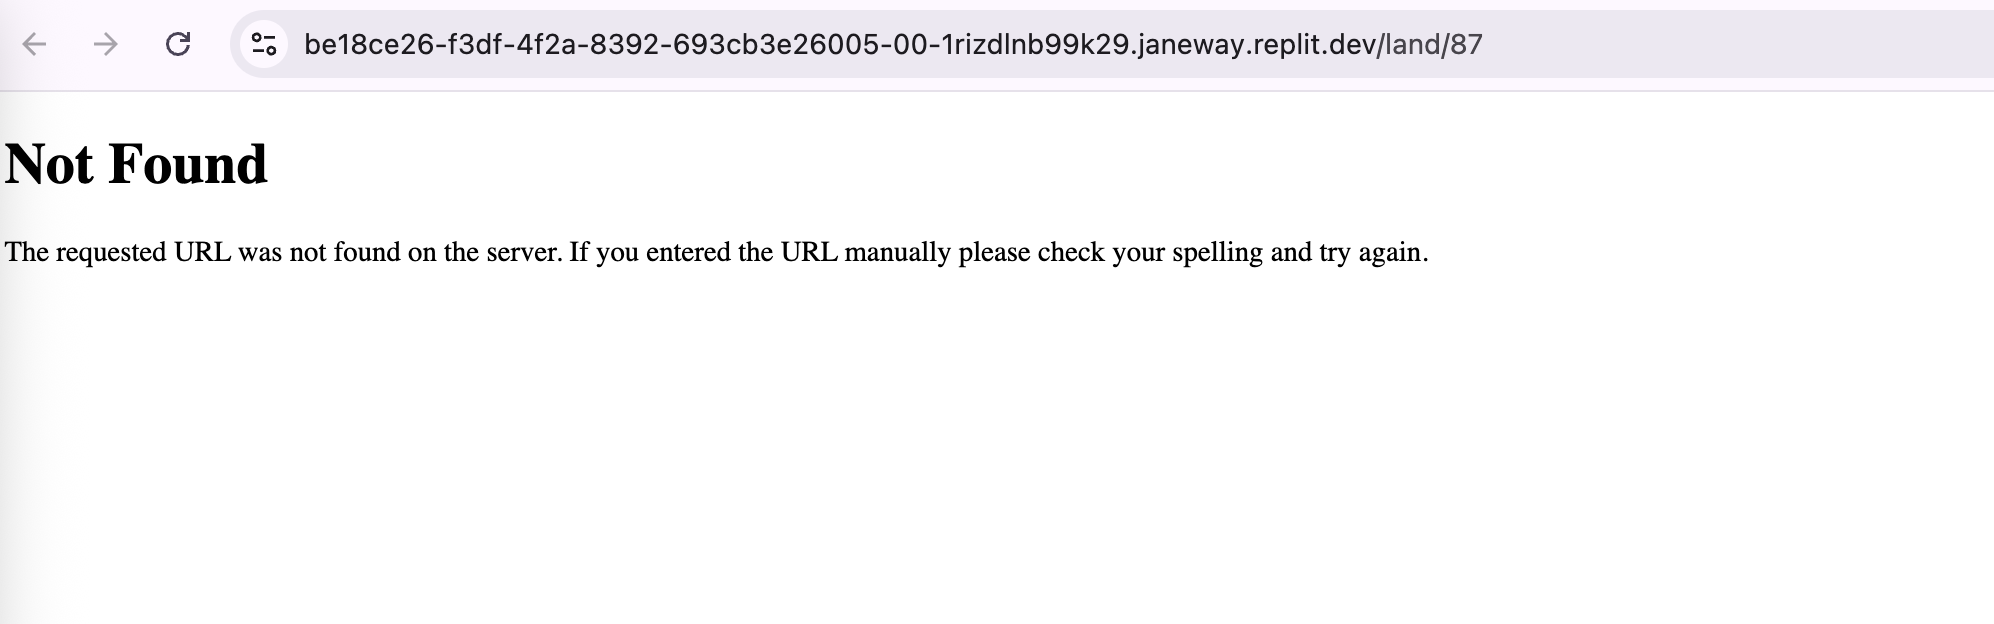 be18ce26-f3df-4f2a-8392-693cb3e26005-00-1rizdlnb99k29.janeway.replit.dev/land/87
Not Found
The requested URL was not found on the server. If you entered the URL manually please check your spelling and try again.